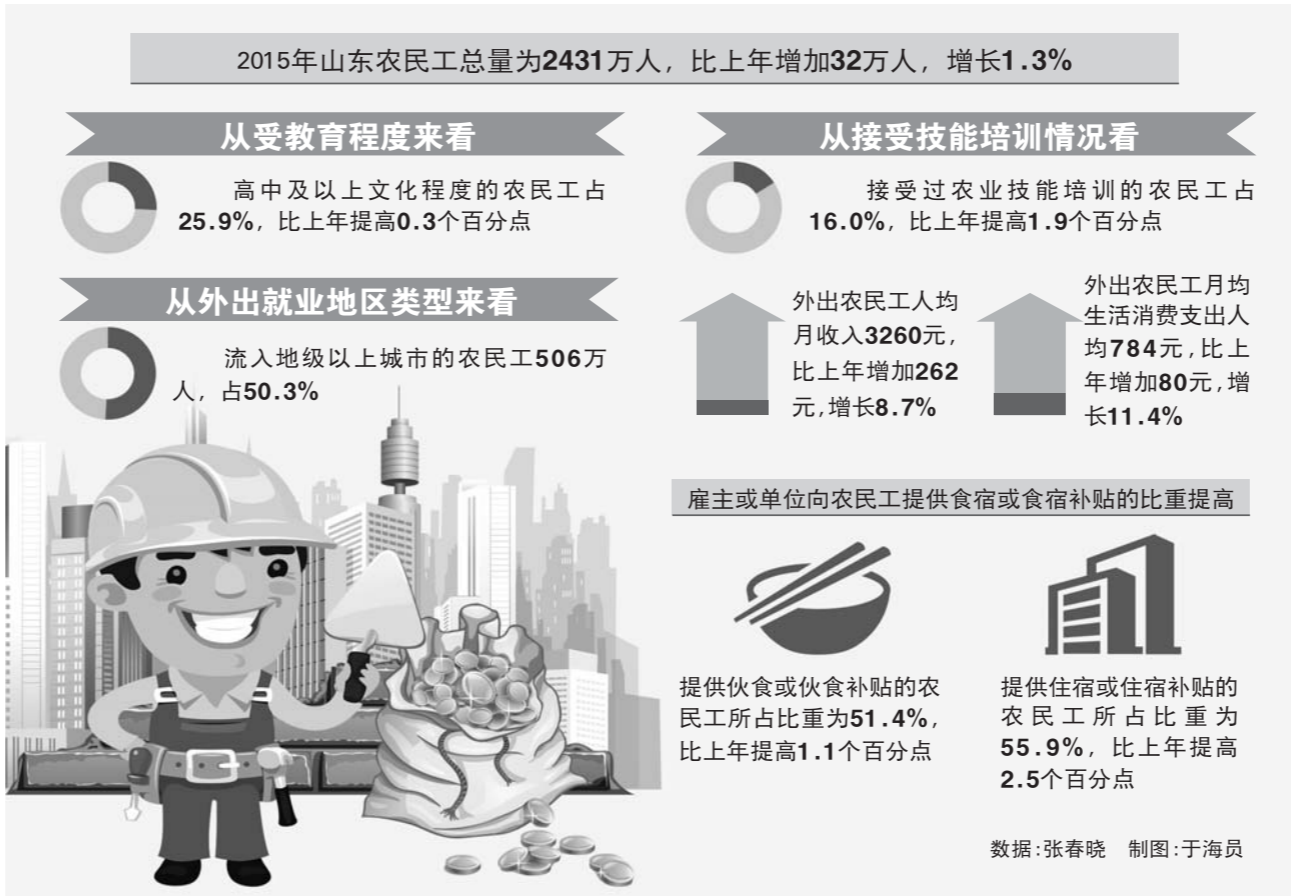 2015年山东农民工总量为2431万人，比上年增加32万人，增长1.3%
从受教育程度来看
高中及以上文化程度的农民工占
25.9%，比上年提高0.3个百分点
从外出就业地区类型来看
流入地级以上城市的农民工506万
人，占50.3%
从接受技能培训情况看
接受过农业技能培训的农民工占
16.0%，比上年提高1.9个百分点
外出农民工人均
月收入3260元，
比上年增加262
元，增长8.7%
外出农民工月均
生活消费支出人
均784元，比上
年增加80元，增
长11.4%
雇主或单位向农民工提供食宿或食宿补贴的比重提高
提供伙食或伙食补贴的农
民工所占比重为51.4%，
比上年提高1.1个百分点
提供住宿或住宿补贴的
农民工所占比重为
55.9%，比上年提高
2.5个百分点
数据：张春晓 制图：于海员